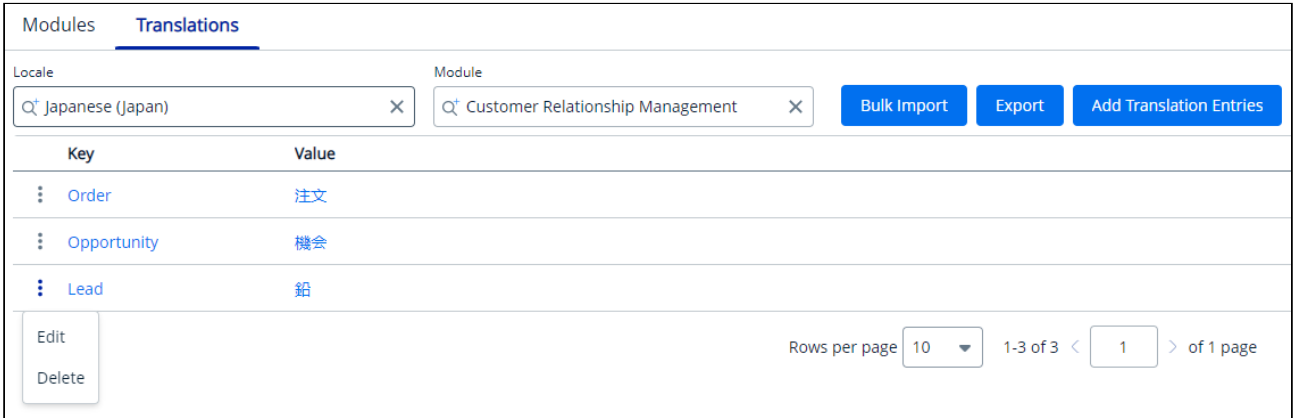 Modules Translations
Locale Module
Japanese (Japan) Customer Relationship Management Bulk Import Export Add Translation Entries
Key Value
Order 注文
Opportunity 機会
Lead 鉛
Edit
Rows per page 10 1-3 of 3 1 of 1 page
Delete